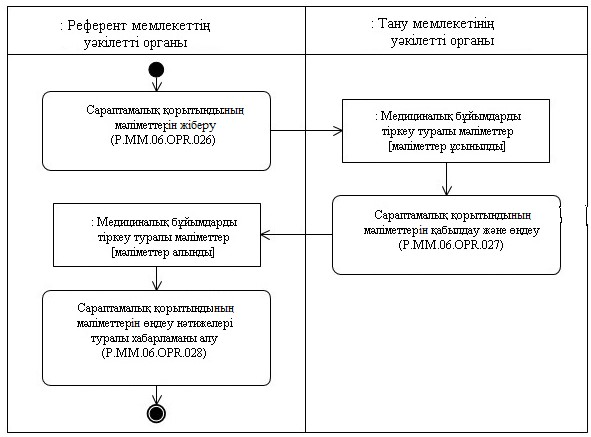 : Референт мемлекеттің
уәкілетті органы
: Тану мемлекетінің
уәкілетті органы
Сараптамалық қорытындының
мәліметтерін жіберу
(P.MM.06.OPR.026)
: Медициналық бұйымдарды
тіркеу туралы мәліметтер
[мәліметтер ұсынылды]
Сараптамалық қорытындының
мәліметтерін қабылдау және өңдеу
(P.MM.06.OPR.027)
: Медициналық бұйымдарды
тіркеу туралы мәліметтер
[мәліметтер алынды]
Сараптамалық қорытындының
мәліметтерін өңдеу нәтижелері
туралы хабарламаны алу
(P.MM.06.OPR.028)